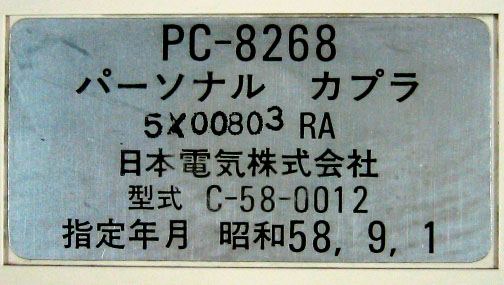 PC-8268
パーソナル カプラ
5X00803 RA
日本電気株式会社
型式 C-58-0012
指定年月 昭和58, 9, 1